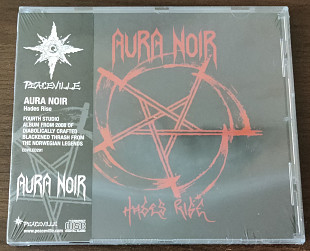 PEACEVILLE
AURA NOIR
Hades Rise
FOURTH STUDIO
ALBUM FROM 2008 OF
DIABOLICALLY CRAFTED
BLACKENED THRASH FROM
THE NORWEGIAN LEGENDS
AURA NOIR
PEACEVILLE
www.peaceville.com
AURA NOIR
HADES RISE